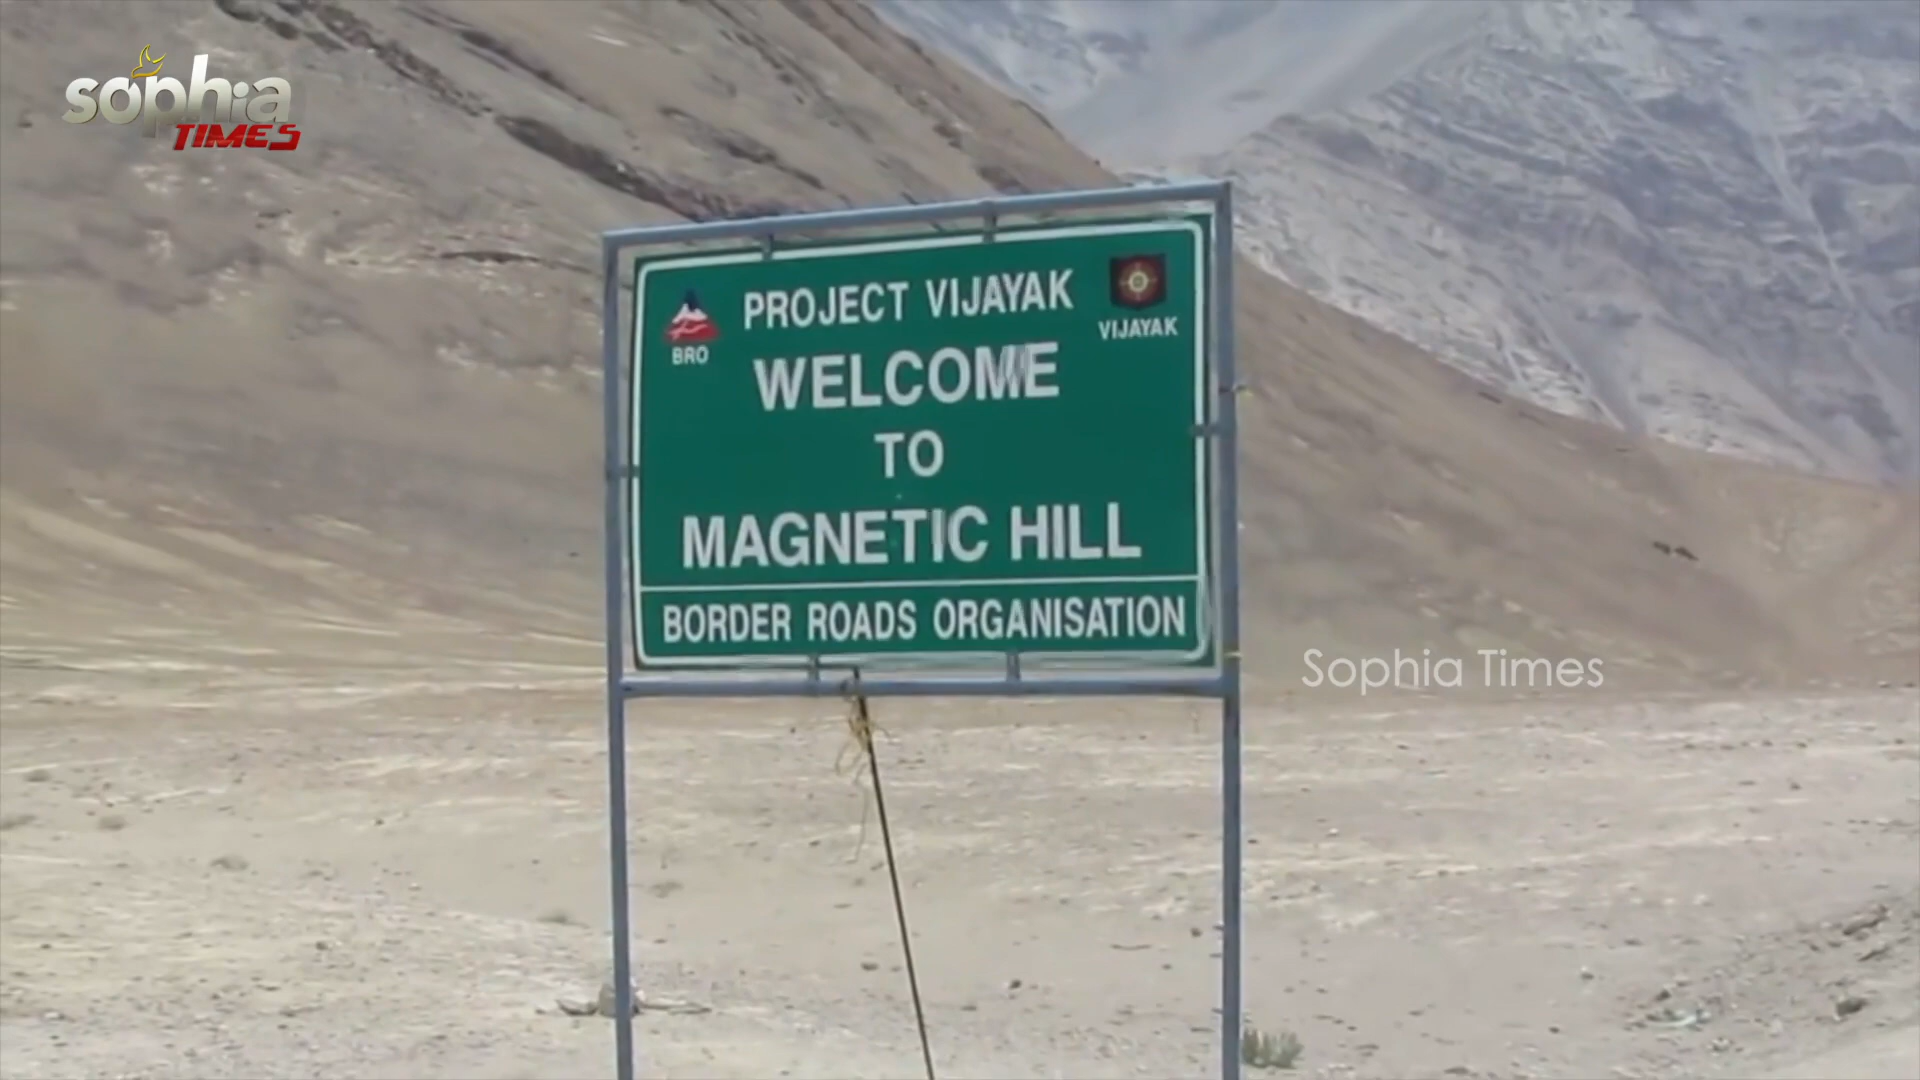 sophia
TIMES
PROJECT VIJAYAK
BRO
VIJAYAK
WELCOME
TO
MAGNETIC HILL
BORDER ROADS ORGANISATION
Sophia Times